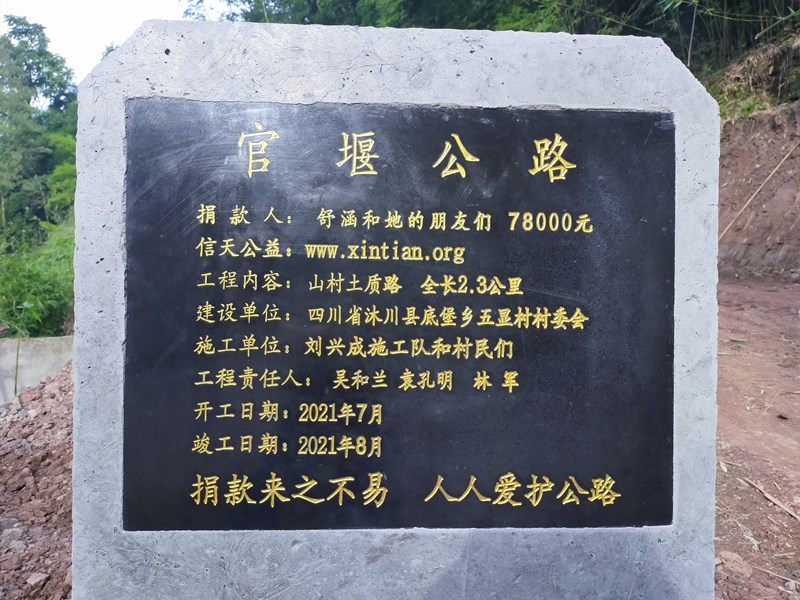 官堰公路
捐款人： 舒涵和她的朋友们 78000元
信天公益：www.xintian.org
工程内容： 山村土质路 全长2.3公里
建设单位：四川省沐川县底堡乡五里村村委会
施工单位：刘兴成施工队和村民们
工程责任人： 吴和兰 袁孔明 林军
开工日期：2021年7月
竣工日期：2021年8月
捐款来之不易 人人爱护公路